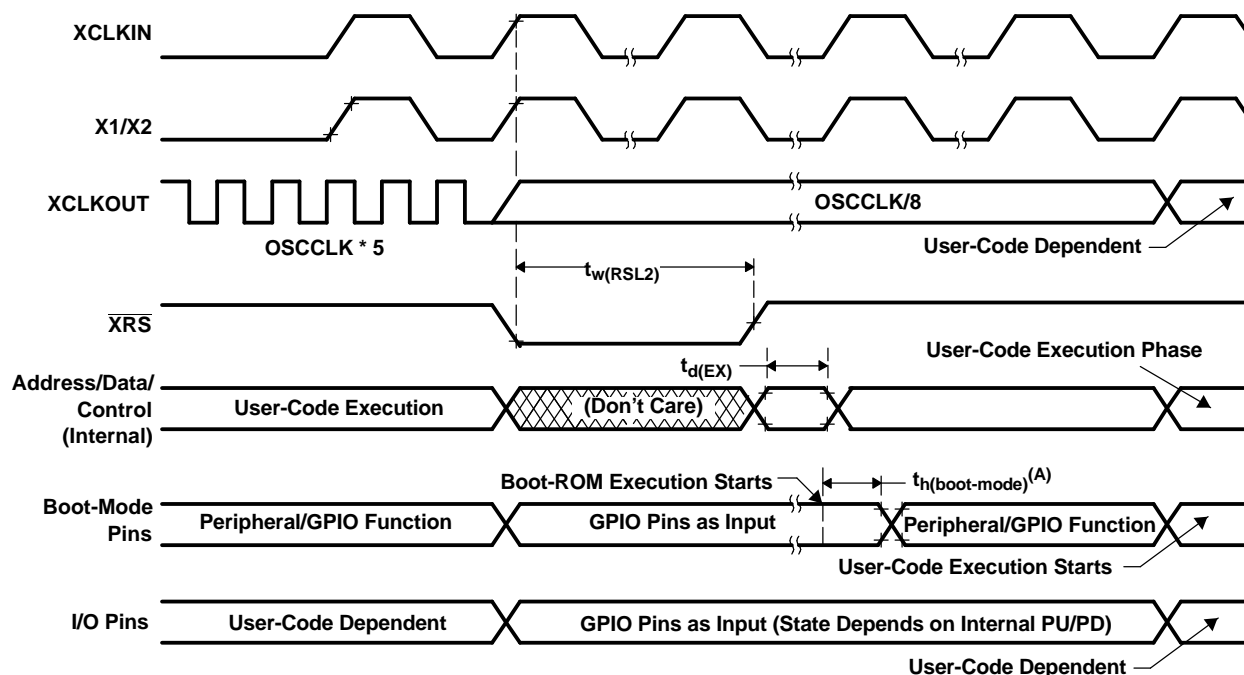 XCLKIN
X1/X2
XCLKOUT
OSCCLK * 5
OSCCLK/8
User-Code Dependent
tw(RSL2)
XRS
User-Code Execution Phase
td(EX)
Address/Data/
Control
(Internal)
User-Code Execution
(Don't Care)
Boot-ROM Execution Starts
th(boot-mode)(A)
Boot-Mode
Pins
Peripheral/GPIO Function
GPIO Pins as Input
Peripheral/GPIO Function
User-Code Execution Starts
I/O Pins
User-Code Dependent
GPIO Pins as Input (State Depends on Internal PU/PD)
User-Code Dependent